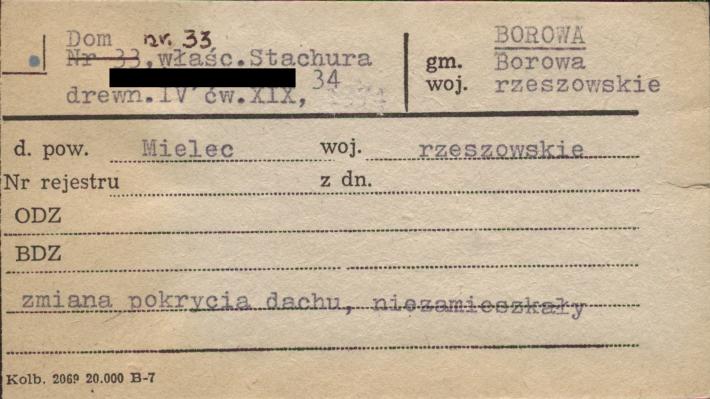 Dom nr. 33
Nr 33, właśc.Stachura
34
drewn.IV ćw.XIX,
BOROWA
gm. Borowa
woj. rzeszowskie
d. pow. Mielec woj. rzeszowskie
Nr rejestru z dn.
ODZ
BDZ
zmiana pokrycia dachu, niezamieszkały
Kolb. 2069 20.000 B-7